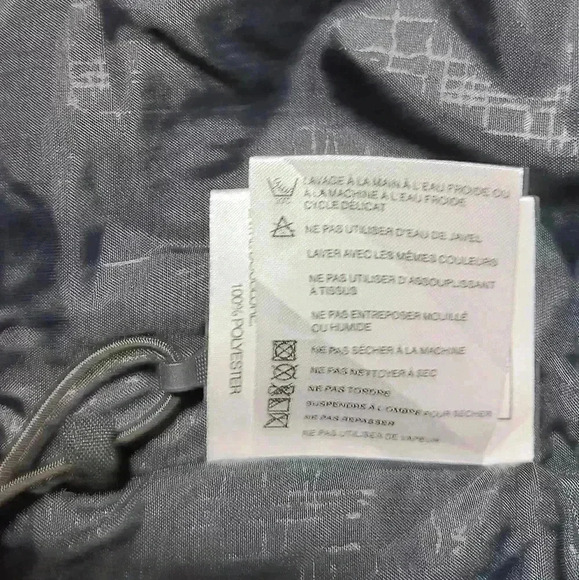 LAVAGE À LA MAIN À L'EAU FROIDE OU
À LA MACHINE À L'EAU FROIDE
CYCLE DÉLICAT
NE PAS UTILISER D'EAU DE JAVEL
LAVER AVEC LES MÊMES COULEURS
NE PAS UTILISER D'ASSOUPLISSANT
À TISSUS
NE PAS ENTREPOSER MOUILLÉ
OU HUMIDE
NE PAS SÉCHER À LA MACHINE
NE PAS NETTOYER À SEC
NE PAS TORDRE
SUSPENDRE À L'OMBRE POUR SÉCHER
NE PAS REPASSER
NE PAS UTILISER DE VAPEUR
100% POLYESTER